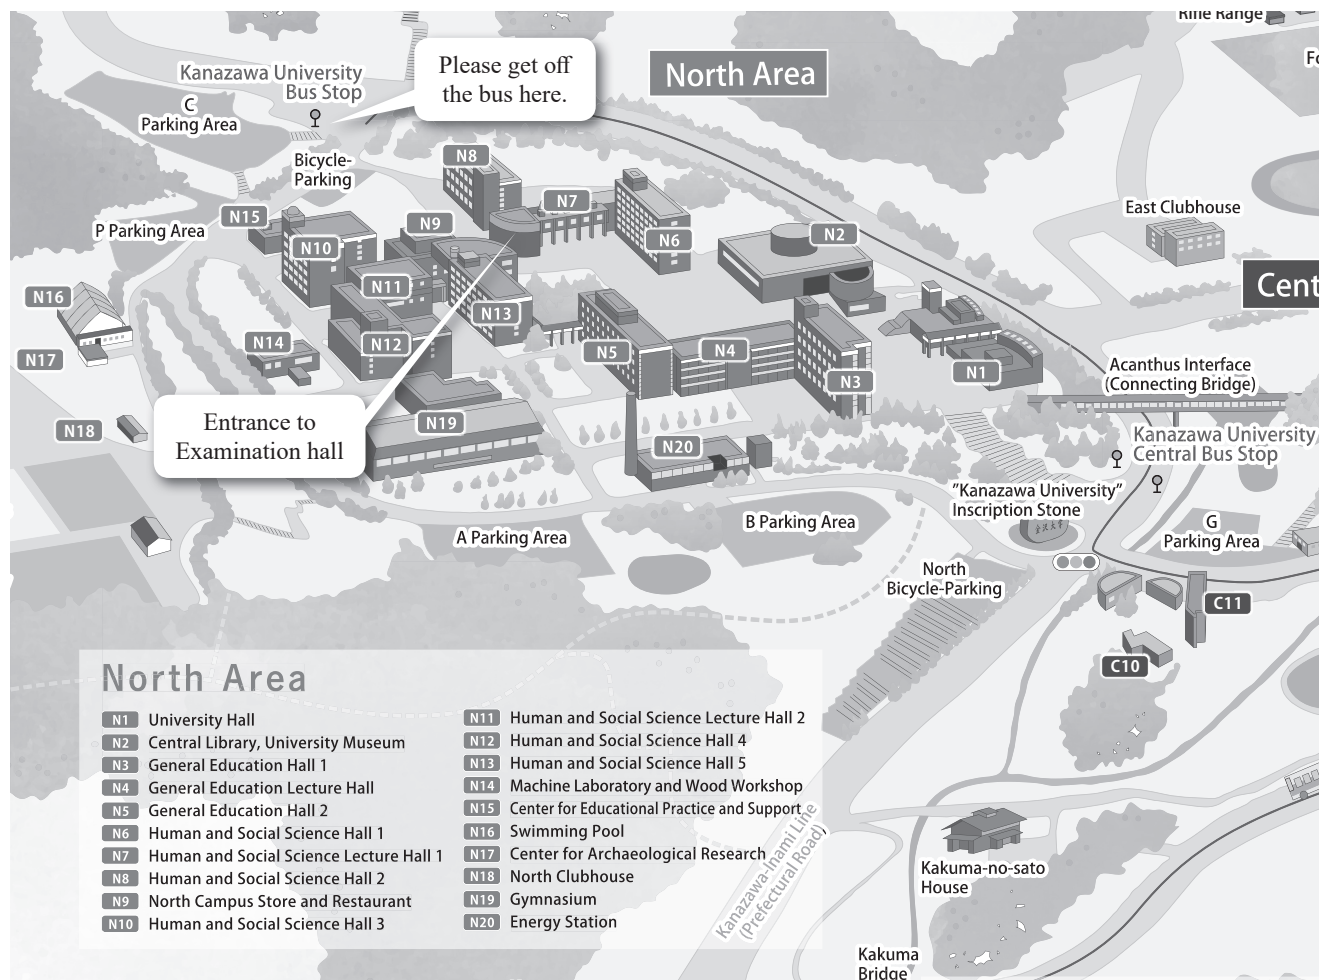 Rifle Range
Kanazawa University
Bus Stop
Please get off
the bus here.
North Area
C
Parking Area
Bicycle-
Parking
N8
N7
N15
N9
N10
N6
N2
East Clubhouse
P Parking Area
Cent
N16
N11
N13
N17
N14
N12
N5
N4
N3
N1
Acanthus Interface
(Connecting Bridge)
Entrance to
Examination hall
N18
N19
N20
Kanazawa University
Central Bus Stop
"Kanazawa University"
Inscription Stone
A Parking Area
B Parking Area
G
Parking Area
North
Bicycle-Parking
C11
C10
North Area
N1 University Hall
N2 Central Library, University Museum
N3 General Education Hall 1
N4 General Education Lecture Hall
N5 General Education Hall 2
N6 Human and Social Science Hall 1
N7 Human and Social Science Lecture Hall 1
N8 Human and Social Science Hall 2
N9 North Campus Store and Restaurant
N10 Human and Social Science Hall 3
N11 Human and Social Science Lecture Hall 2
N12 Human and Social Science Hall 4
N13 Human and Social Science Hall 5
N14 Machine Laboratory and Wood Workshop
N15 Center for Educational Practice and Support
N16 Swimming Pool
N17 Center for Archaeological Research
N18 North Clubhouse
N19 Gymnasium
N20 Energy Station
Kanazawa-Inami Line
(Prefectural Road)
Kakuma-no-sato
House
Kakuma
Bridge